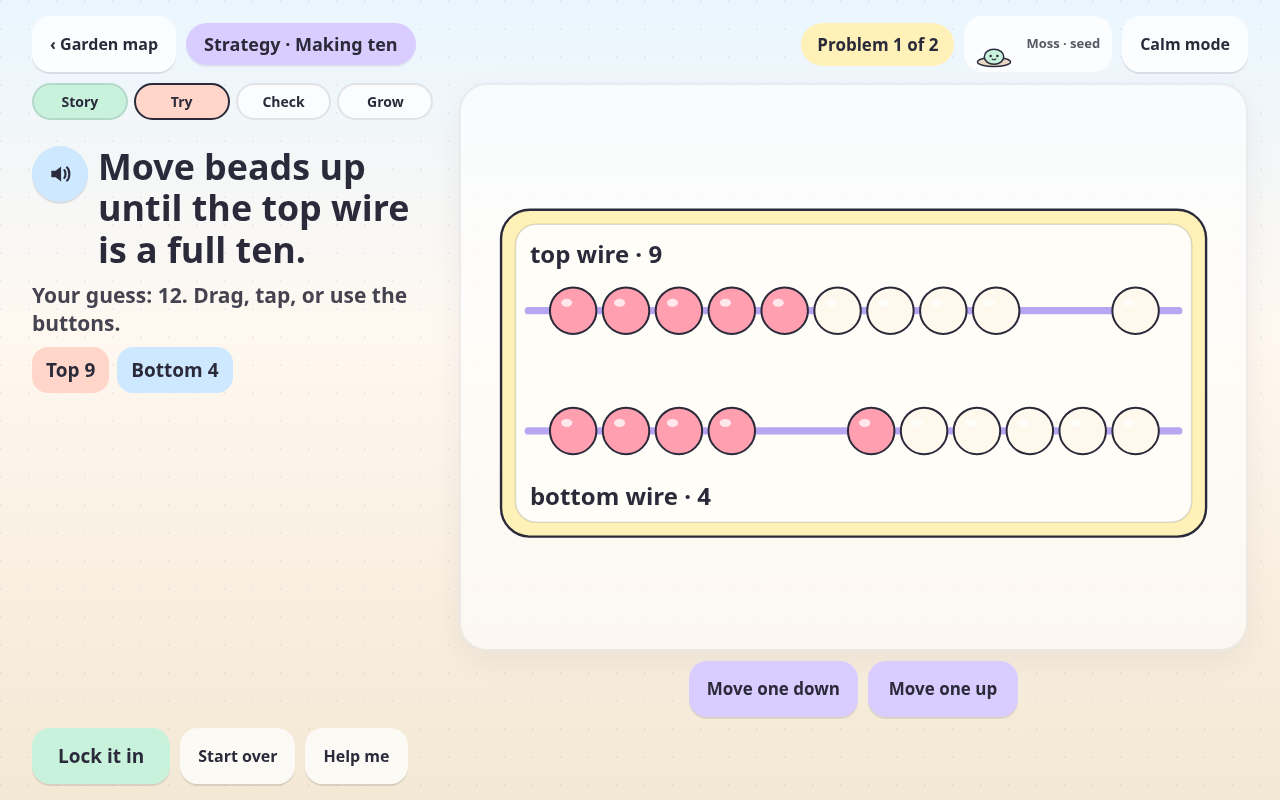 ‹ Garden map
Strategy · Making ten
Problem 1 of 2
Moss · seed
Calm mode
Story
Try
Check
Grow
Move beads up
until the top wire
is a full ten.
Your guess: 12. Drag, tap, or use the
buttons.
Top 9
Bottom 4
top wire · 9
bottom wire · 4
Move one down
Move one up
Lock it in
Start over
Help me